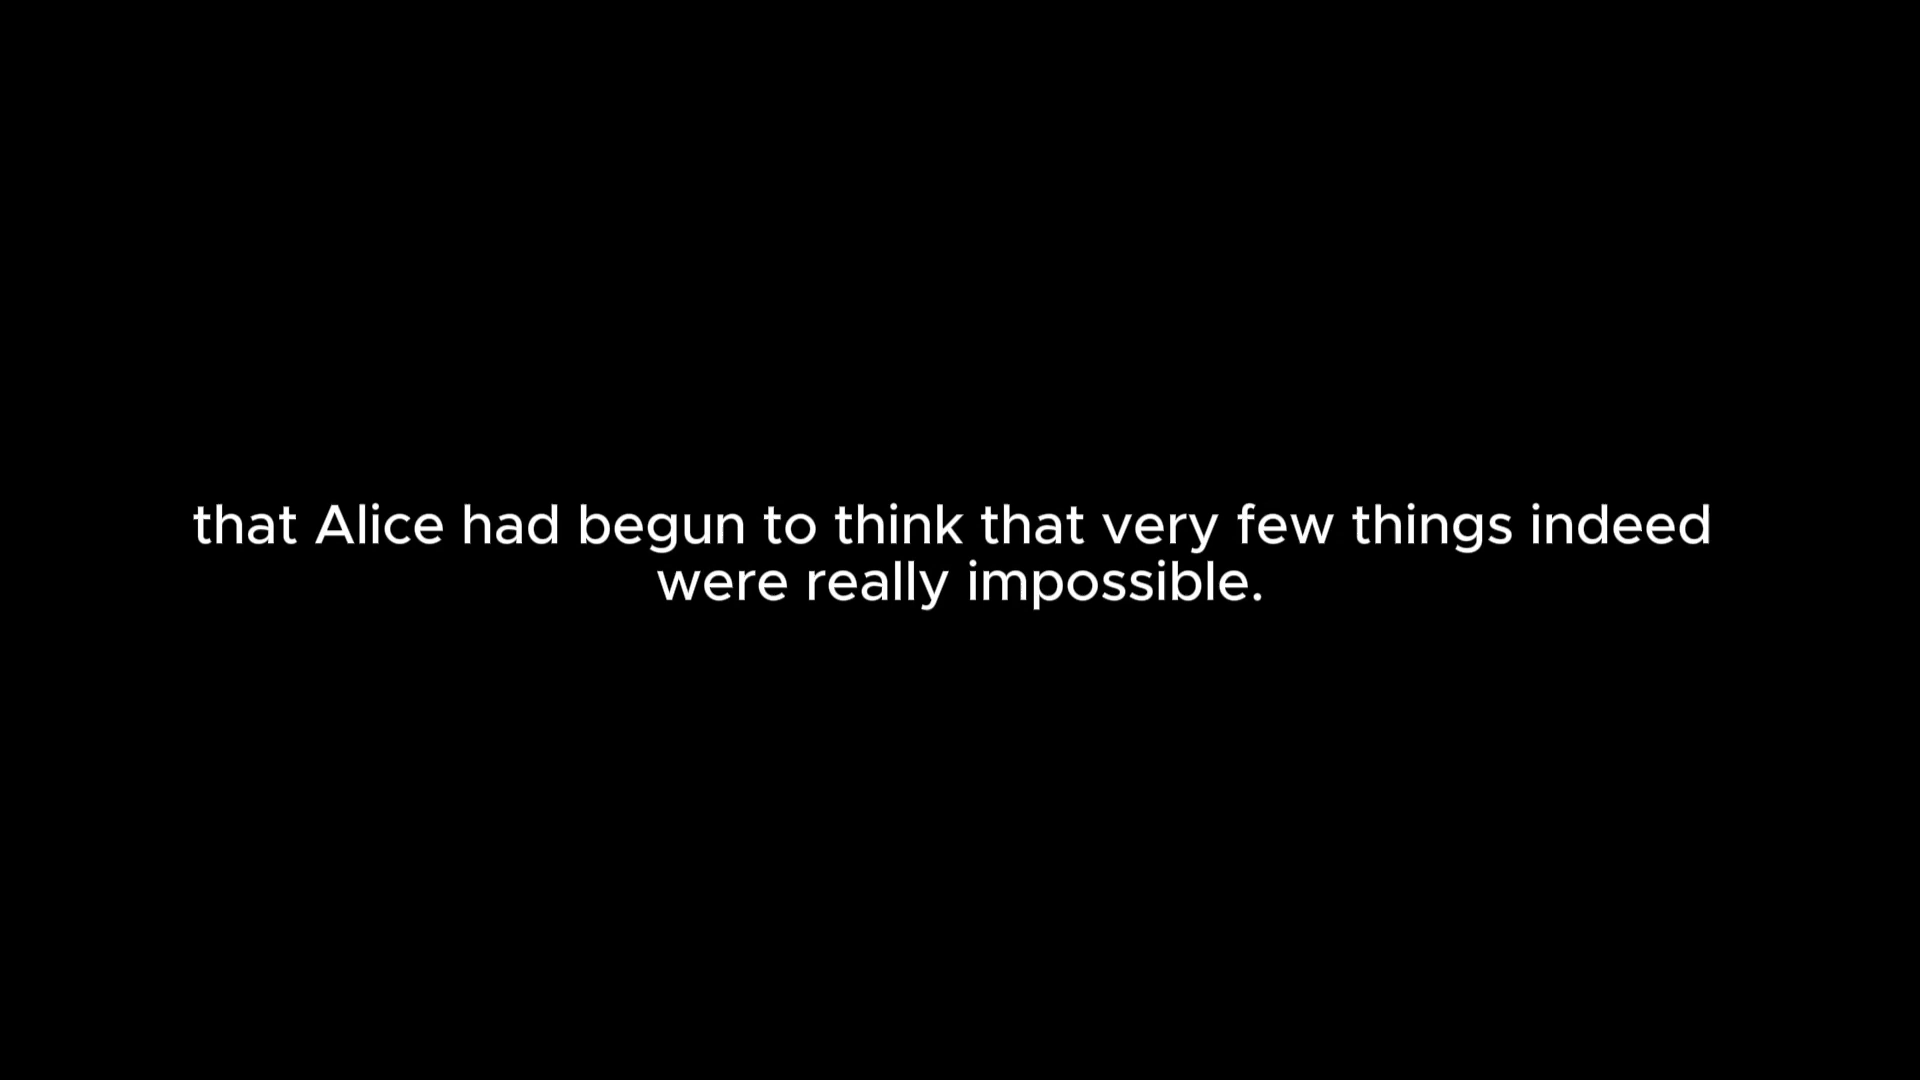 that Alice had begun to think that very few things indeed
were really impossible.